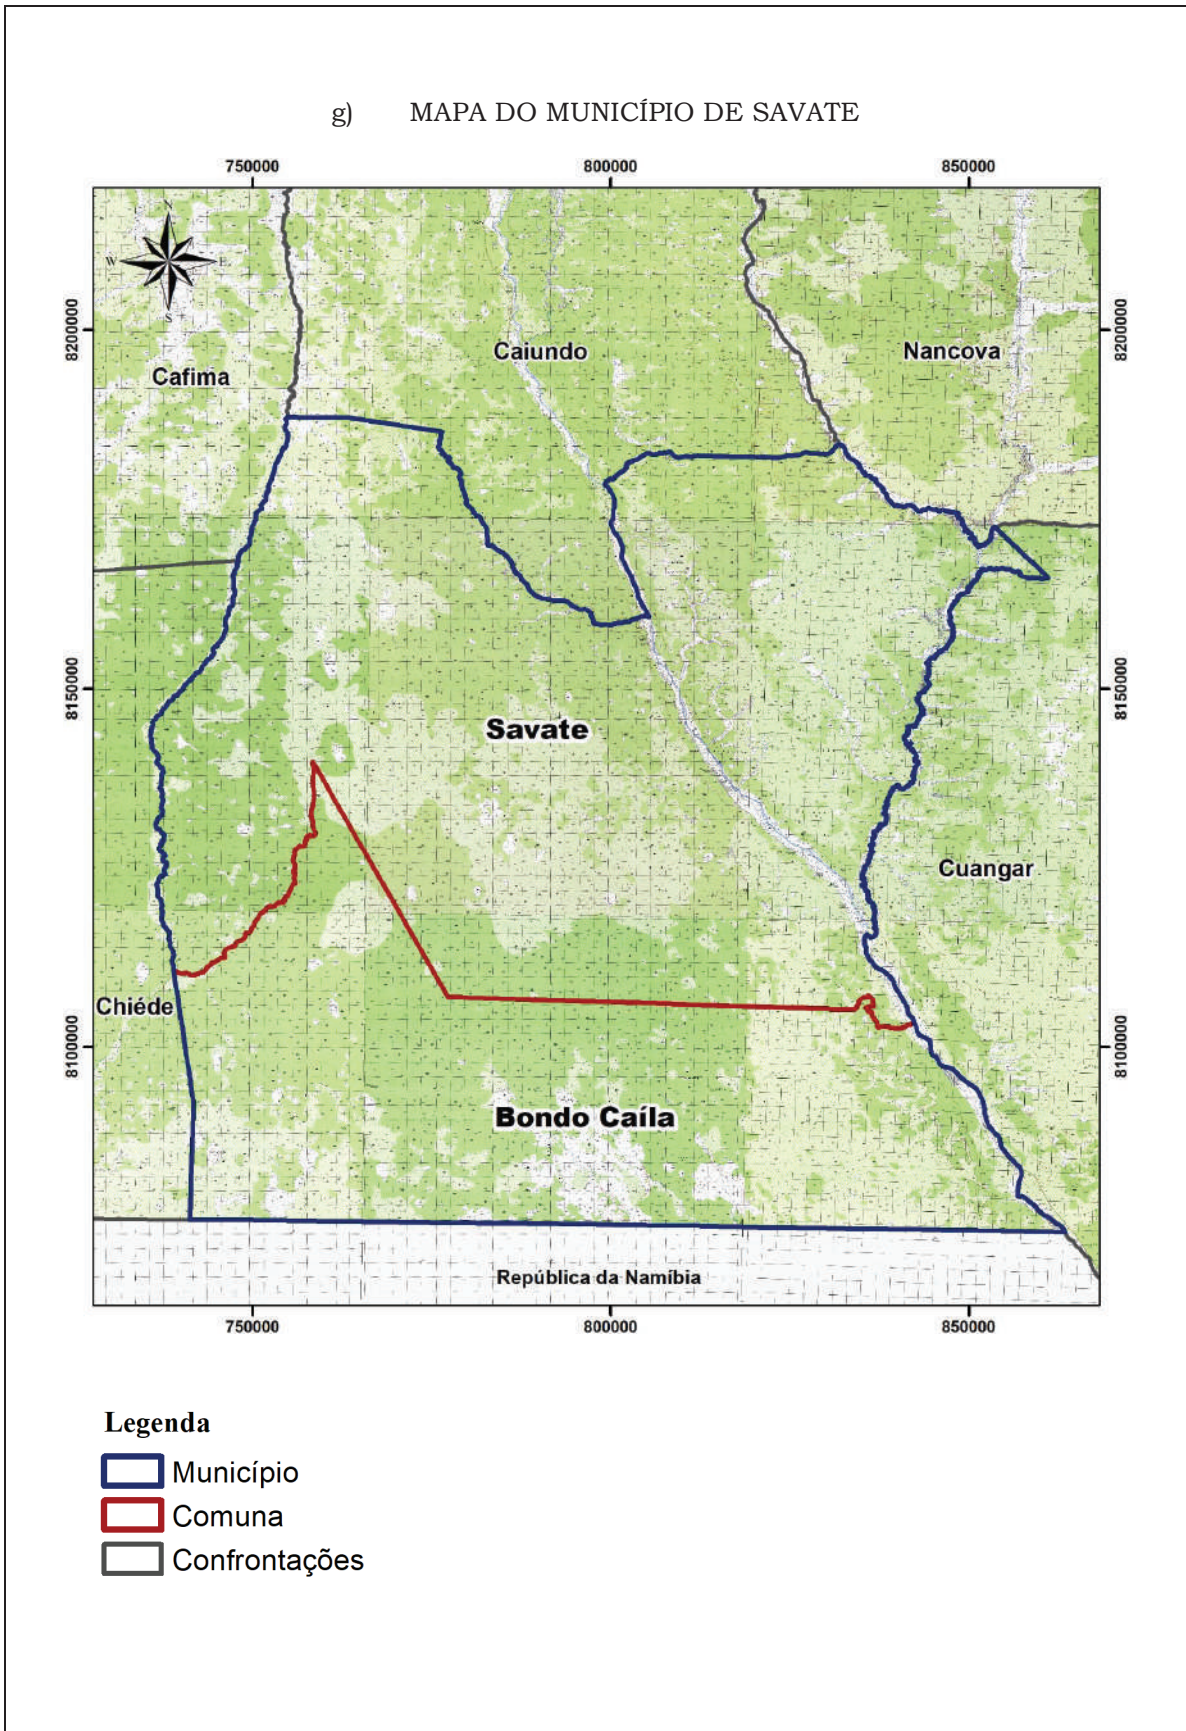 g) MAPA DO MUNICÍPIO DE SAVATE
750000 800000 850000
N
W E
S
8200000 8200000
Caiundo
Nancova
Cafima
8150000 8150000
Savate
Cuangar
Chiéde
8100000 8100000
Bondo Caíla
República da Namíbia
750000 800000 850000
Legenda
Município
Comuna
Confrontações